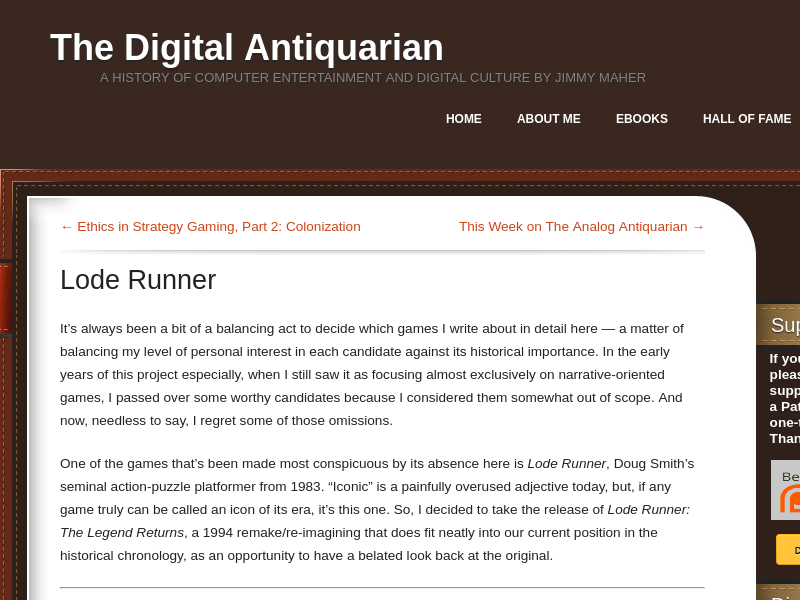 The Digital Antiquarian
A HISTORY OF COMPUTER ENTERTAINMENT AND DIGITAL CULTURE BY JIMMY MAHER
HOME ABOUT ME EBOOKS HALL OF FAME
← Ethics in Strategy Gaming, Part 2: Colonization
This Week on The Analog Antiquarian →
Lode Runner
It’s always been a bit of a balancing act to decide which games I write about in detail here — a matter of
balancing my level of personal interest in each candidate against its historical importance. In the early
years of this project especially, when I still saw it as focusing almost exclusively on narrative-oriented
games, I passed over some worthy candidates because I considered them somewhat out of scope. And
now, needless to say, I regret some of those omissions.
One of the games that’s been made most conspicuous by its absence here is Lode Runner, Doug Smith’s
seminal action-puzzle platformer from 1983. “Iconic” is a painfully overused adjective today, but, if any
game truly can be called an icon of its era, it’s this one. So, I decided to take the release of Lode Runner:
The Legend Returns, a 1994 remake/re-imagining that does fit neatly into our current position in the
historical chronology, as an opportunity to have a belated look back at the original.
If
a